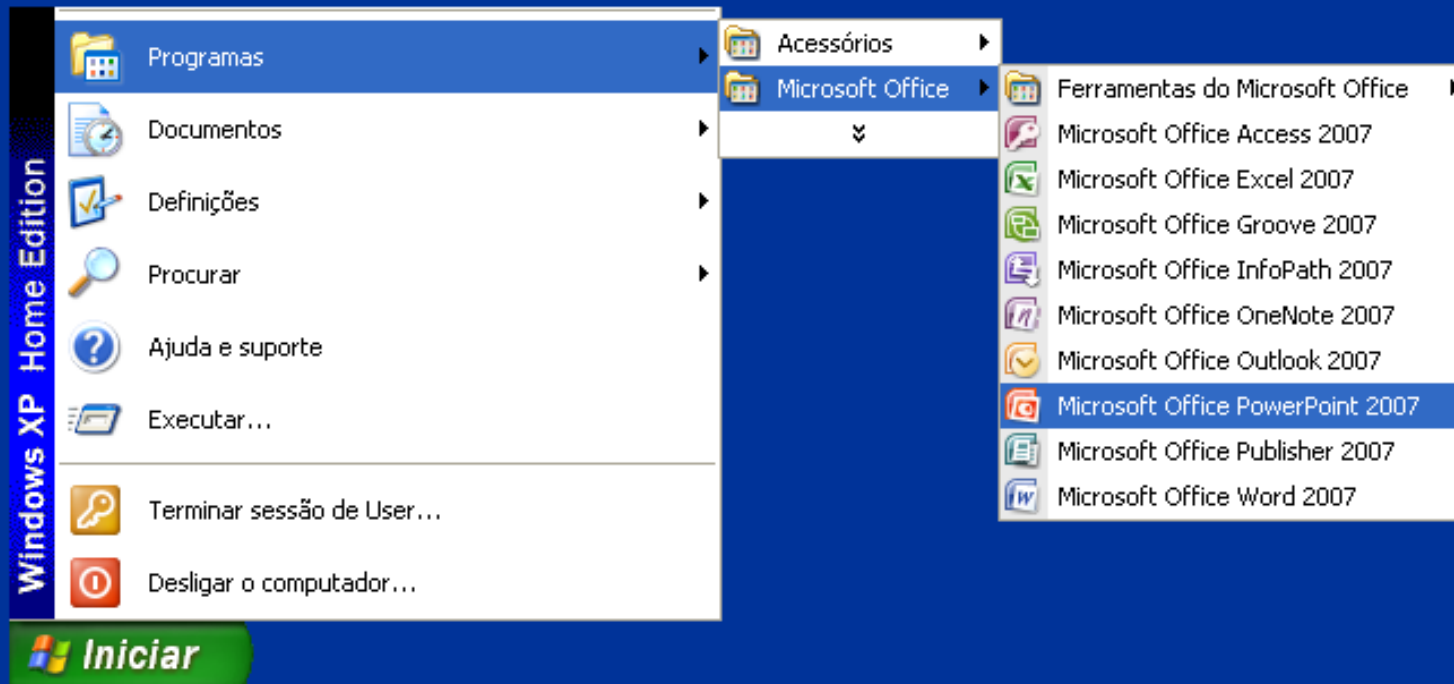 Windows XP Home Edition
Programas
Documentos
Definições
Procurar
Ajuda e suporte
Executar...
Terminar sessão de User...
Desligar o computador...
Iniciar
Acessórios
Microsoft Office
Ferramentas do Microsoft Office
Microsoft Office Access 2007
Microsoft Office Excel 2007
Microsoft Office Groove 2007
Microsoft Office InfoPath 2007
Microsoft Office OneNote 2007
Microsoft Office Outlook 2007
Microsoft Office PowerPoint 2007
Microsoft Office Publisher 2007
Microsoft Office Word 2007